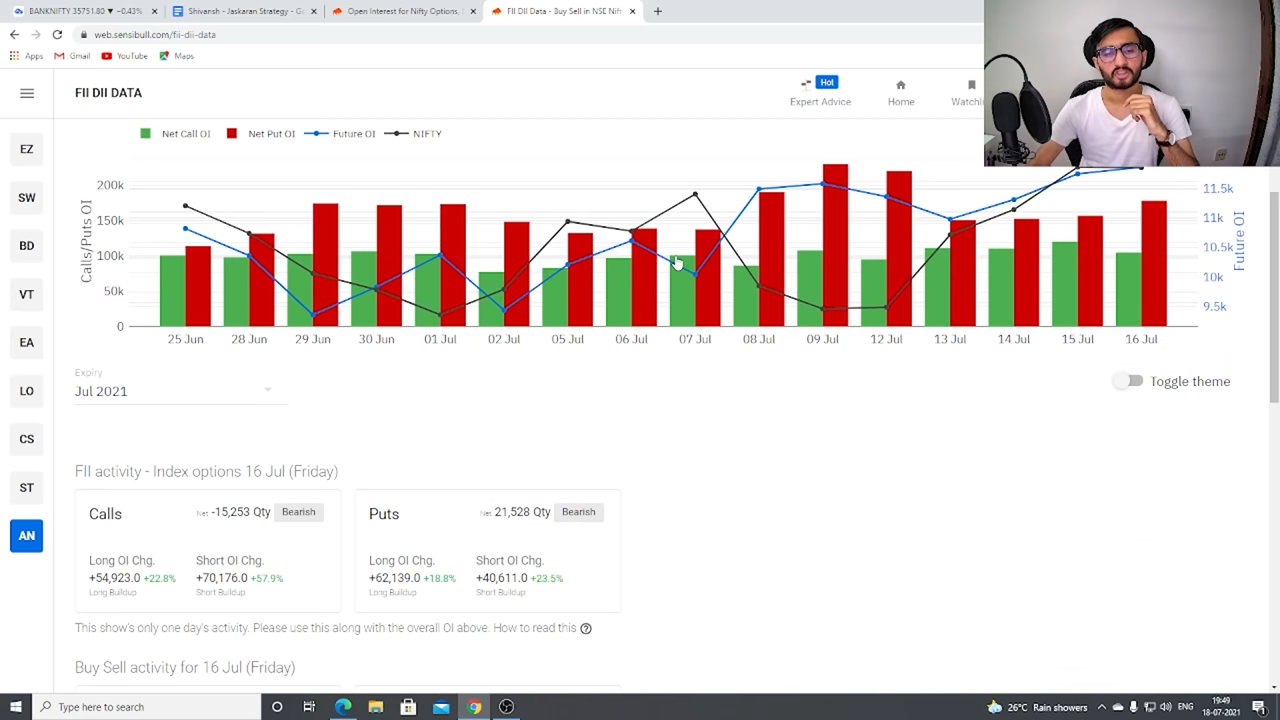 BANKNIFTY 35751.80 ▼ −0.43%
Shivansh - Jaskaran Strategy - Go
Open Interest for Nifty Options,
FII DII Data - Buy Sell in NSE Nif
web.sensibull.com/fii-dii-data
Apps
Gmail
YouTube
Maps
FII DII DATA
Hot
Expert Advice
Home
Net Call OI
Net Put OI
Future OI
NIFTY
Calls/Puts OI
200k
150k
100k
50k
0
11.5k
11k
10.5k
10k
9.5k
Future OI
25 Jun
28 Jun
29 Jun
30 Jun
01 Jul
02 Jul
05 Jul
06 Jul
07 Jul
08 Jul
09 Jul
12 Jul
13 Jul
14 Jul
15 Jul
16 Jul
EZ
SW
BD
VT
EA
LO
CS
ST
AN
Expiry
Jul 2021
Toggle theme
FII activity - Index options 16 Jul (Friday)
Calls
Net -15,253 Qty
Bearish
Long OI Chg.
Short OI Chg.
+54,923.0 +22.8%
+70,176.0 +57.9%
Long Buildup
Short Buildup
Puts
Net 21,528 Qty
Bearish
Long OI Chg.
Short OI Chg.
+62,139.0 +18.8%
+40,611.0 +23.5%
Long Buildup
Short Buildup
This show's only one day's activity. Please use this along with the overall OI above. How to read this
Buy Sell activity for 16 Jul (Friday)
Type here to search
26°C Rain showers
ENG
19:49
18-07-2021